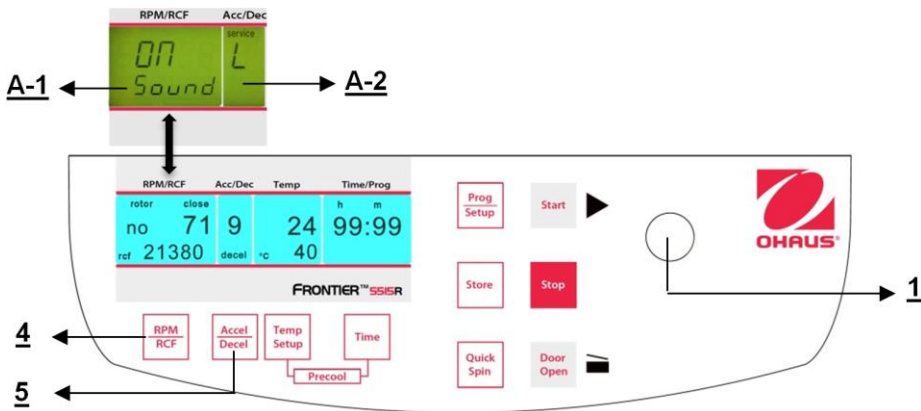 RPM/RCF Acc/Dec
service
on L
A-1 Sound A-2
RPM/RCF Acc/Dec Temp Time/Prog
rotor close h m
no 71 9 24 99:99
rcf 21380 decel °C 40
FRONTIER™ 5515R
Prog
Setup
Start
OHAUS®
Store
Stop
1
4
RPM
RCF
Accel
Decel
Temp
Setup
Time
Precool
5
Quick
Spin
Door
Open